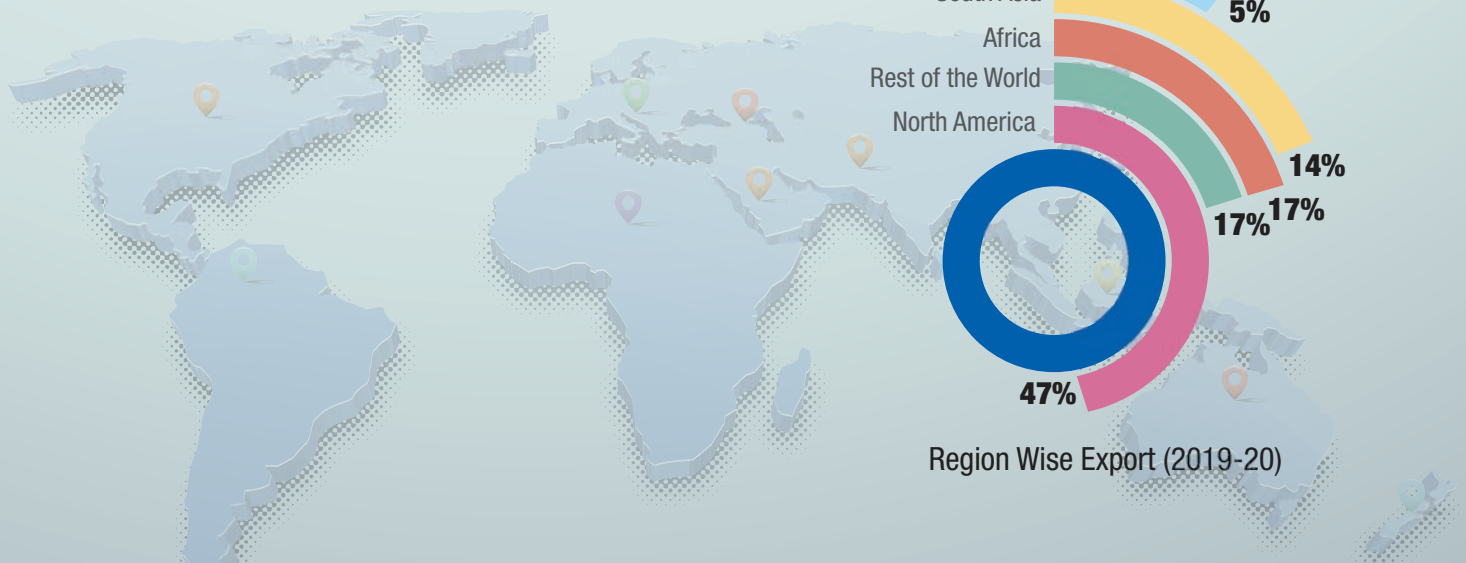 5%
Africa
Rest of the World
North America
14%
17%
17%
47%
Region Wise Export (2019-20)